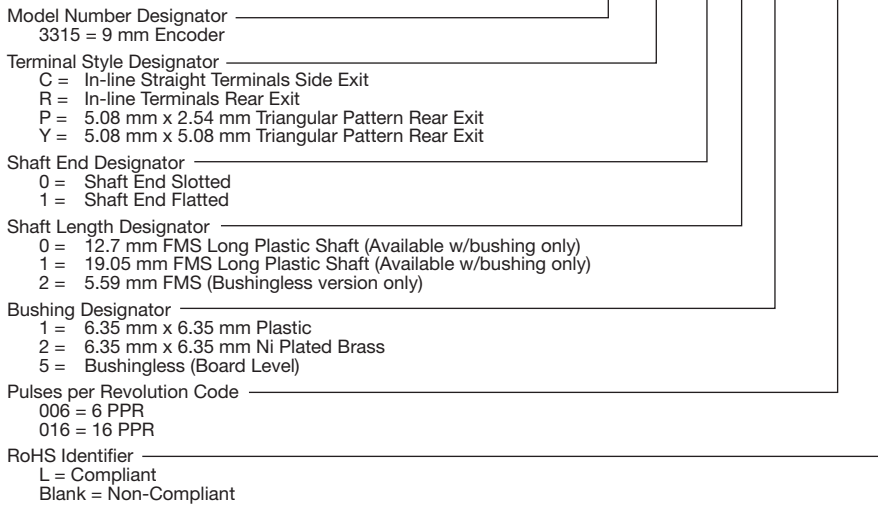 Model Number Designator
3315 = 9 mm Encoder
Terminal Style Designator
C = In-line Straight Terminals Side Exit
R = In-line Terminals Rear Exit
P = 5.08 mm x 2.54 mm Triangular Pattern Rear Exit
Y = 5.08 mm x 5.08 mm Triangular Pattern Rear Exit
Shaft End Designator
0 = Shaft End Slotted
1 = Shaft End Flatted
Shaft Length Designator
0 = 12.7 mm FMS Long Plastic Shaft (Available w/bushing only)
1 = 19.05 mm FMS Long Plastic Shaft (Available w/bushing only)
2 = 5.59 mm FMS (Bushingless version only)
Bushing Designator
1 = 6.35 mm x 6.35 mm Plastic
2 = 6.35 mm x 6.35 mm Ni Plated Brass
5 = Bushingless (Board Level)
Pulses per Revolution Code
006 = 6 PPR
016 = 16 PPR
RoHS Identifier
L = Compliant
Blank = Non-Compliant